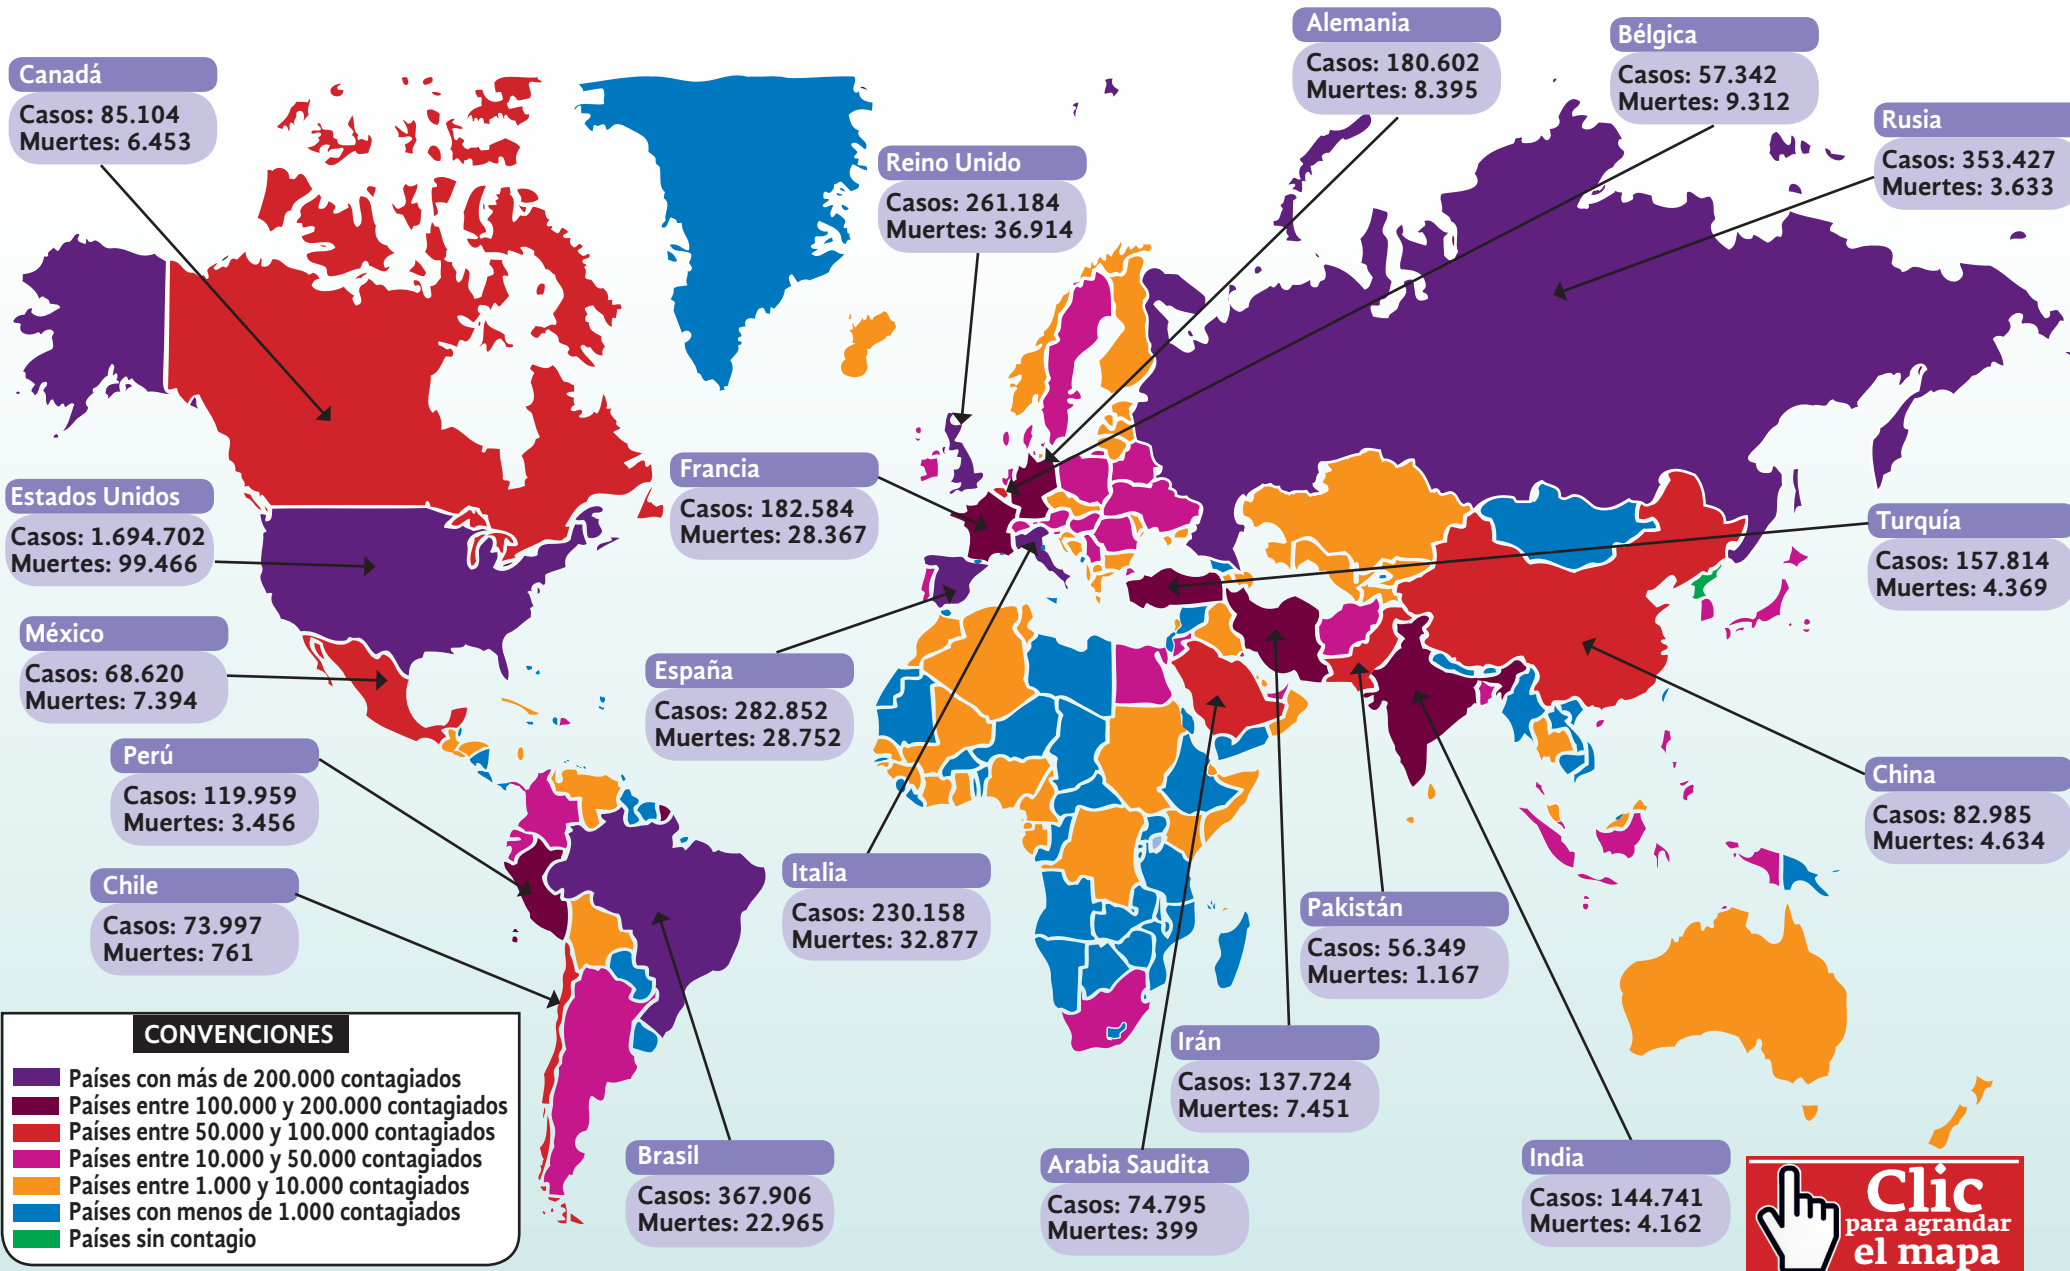 Canadá
Casos: 85.104
Muertes: 6.453
Estados Unidos
Casos: 1.694.702
Muertes: 99.466
México
Casos: 68.620
Muertes: 7.394
Perú
Casos: 119.959
Muertes: 3.456
Chile
Casos: 73.997
Muertes: 761
Reino Unido
Casos: 261.184
Muertes: 36.914
Francia
Casos: 182.584
Muertes: 28.367
España
Casos: 282.852
Muertes: 28.752
Italia
Casos: 230.158
Muertes: 32.877
Brasil
Casos: 367.906
Muertes: 22.965
Alemania
Casos: 180.602
Muertes: 8.395
Bélgica
Casos: 57.342
Muertes: 9.312
Rusia
Casos: 353.427
Muertes: 3.633
Turquía
Casos: 157.814
Muertes: 4.369
China
Casos: 82.985
Muertes: 4.634
Pakistán
Casos: 56.349
Muertes: 1.167
Irán
Casos: 137.724
Muertes: 7.451
Arabia Saudita
Casos: 74.795
Muertes: 399
India
Casos: 144.741
Muertes: 4.162
CONVENCIONES
Países con más de 200.000 contagiados
Países entre 100.000 y 200.000 contagiados
Países entre 50.000 y 100.000 contagiados
Países entre 10.000 y 50.000 contagiados
Países entre 1.000 y 10.000 contagiados
Países con menos de 1.000 contagiados
Países sin contagio
Clic
para agrandar
el mapa